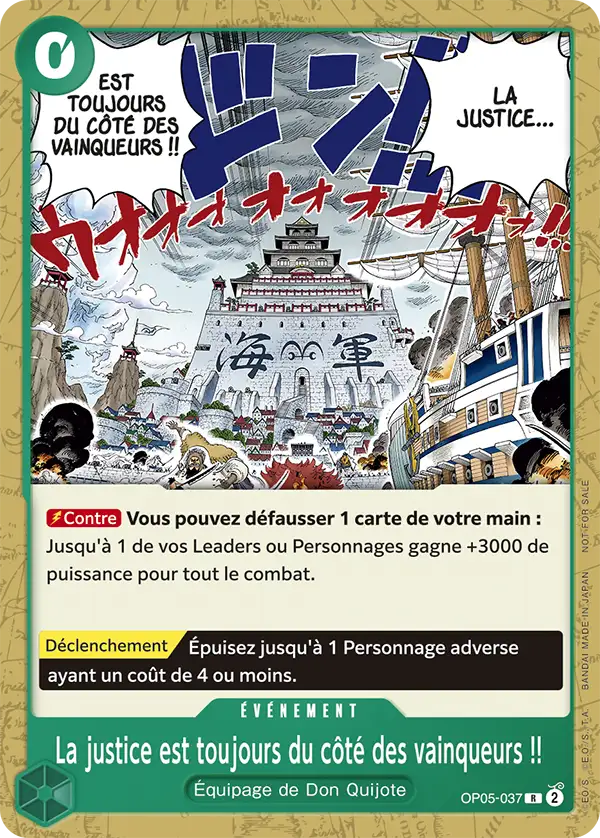 0
EST
TOUJOURS
DU CÔTÉ DES
VAINQUEURS !!
ドン!!
LA
JUSTICE...
ウオオオオオオオオオ!!!
海軍
Contre Vous pouvez défausser 1 carte de votre main :
Jusqu'à 1 de vos Leaders ou Personnages gagne +3000 de
puissance pour tout le combat.
Déclenchement Épuisez jusqu'à 1 Personnage adverse
ayant un coût de 4 ou moins.
ÉVÉNEMENT
La justice est toujours du côté des vainqueurs !!
Équipage de Don Quijote
OP05-037 R 2
©E.O./S. ©E.O./S.,T.A. BANDAI MADE IN JAPAN NOT FOR SALE